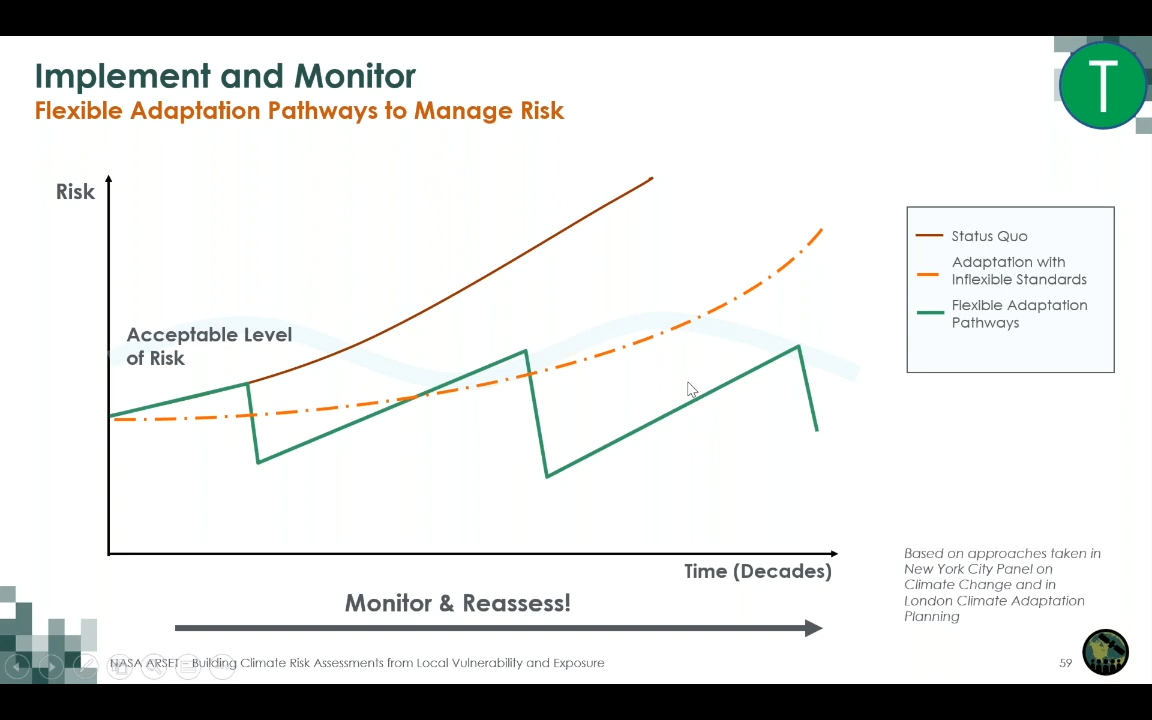 Implement and Monitor
Flexible Adaptation Pathways to Manage Risk
T
Risk
Acceptable Level
of Risk
Status Quo
Adaptation with
Inflexible Standards
Flexible Adaptation
Pathways
Time (Decades)
Monitor & Reassess!
Based on approaches taken in
New York City Panel on
Climate Change and in
London Climate Adaptation
Planning
NASA ARSET – Building Climate Risk Assessments from Local Vulnerability and Exposure
59